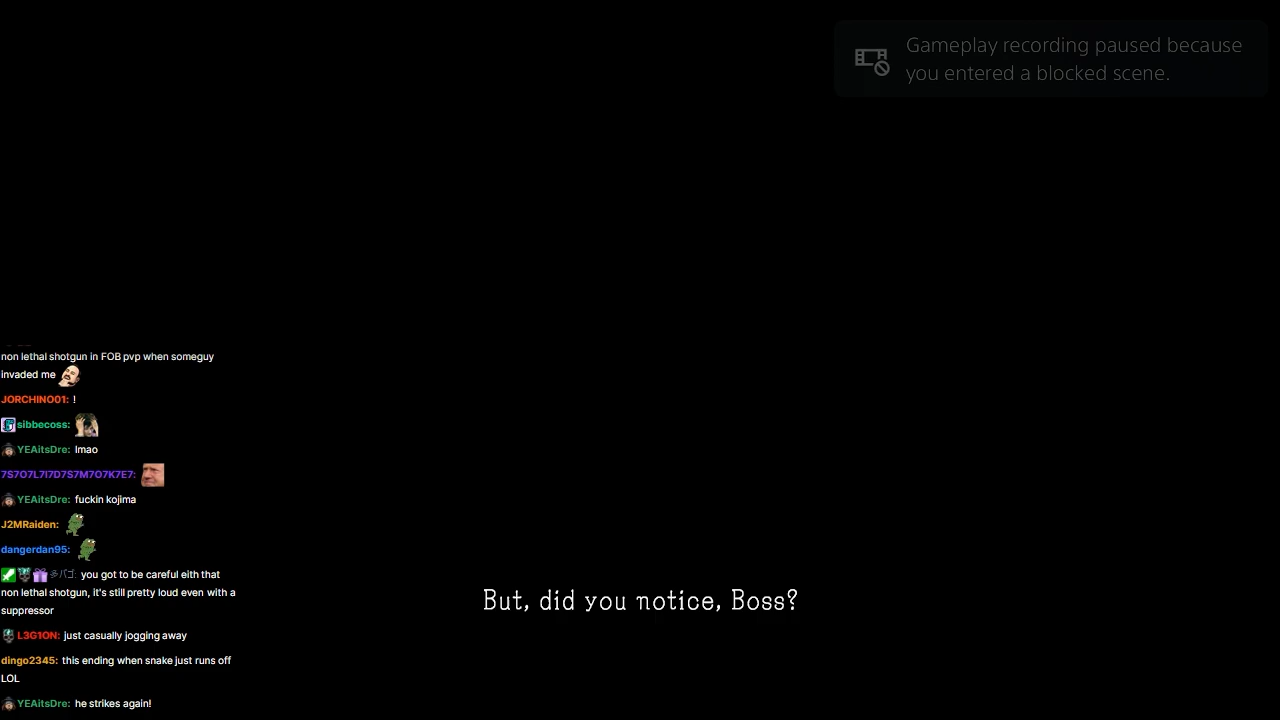 Gameplay recording paused because
you entered a blocked scene.
non lethal shotgun in FOB pvp when someguy
invaded me
JORCHINO01: !
sibbecoss:
YEAitsDre: lmao
7S7O7L7I7D7S7M7O7K7E7:
YEAitsDre: fuckin kojima
J2MRaiden:
dangerdan95:
多バゴ: you got to be careful eith that
non lethal shotgun, it's still pretty loud even with a
suppressor
L3G1ON: just casually jogging away
dingo2345: this ending when snake just runs off
LOL
YEAitsDre: he strikes again!
But, did you notice, Boss?